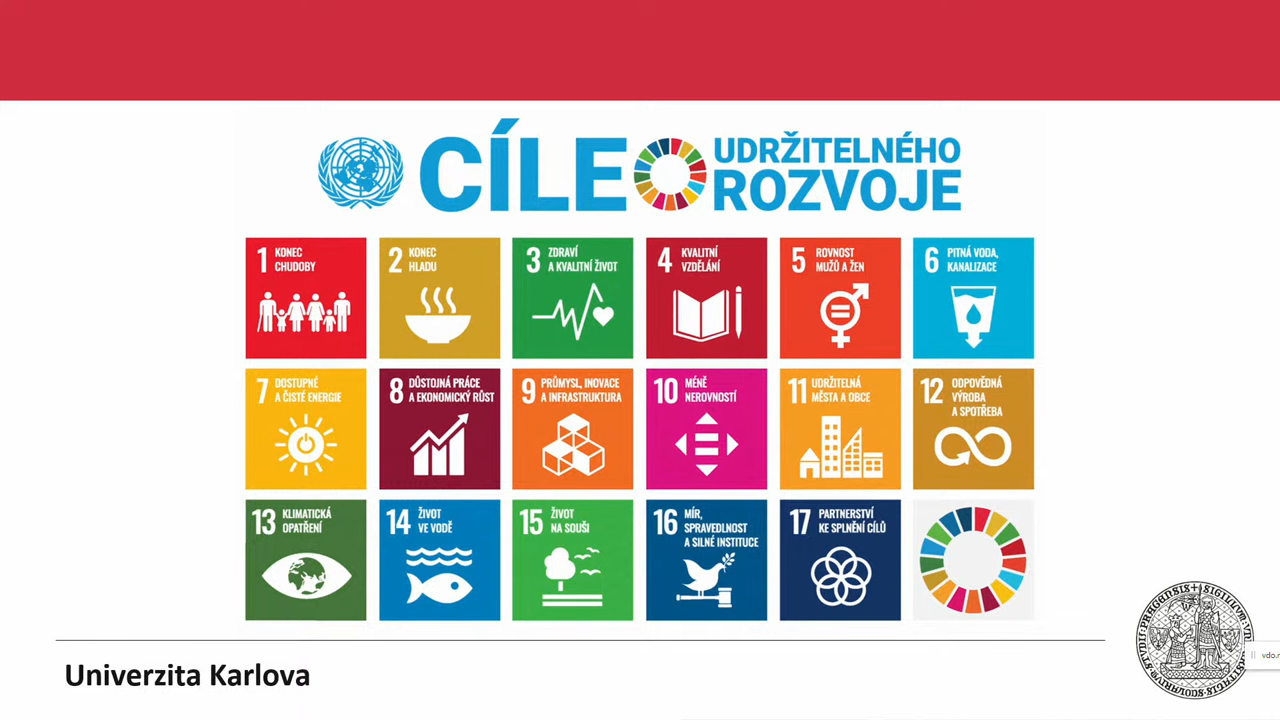 CÍLE
UDRŽITELNÉHO
ROZVOJE
1 KONEC
CHUDOBY
2 KONEC
HLADU
3 ZDRAVÍ
A KVALITNÍ ŽIVOT
4 KVALITNÍ
VZDĚLÁNÍ
5 ROVNOST
MUŽŮ A ŽEN
6 PITNÁ VODA,
KANALIZACE
7 DOSTUPNÉ
A ČISTÉ ENERGIE
8 DŮSTOJNÁ PRÁCE
A EKONOMICKÝ RŮST
9 PRŮMYSL, INOVACE
A INFRASTRUKTURA
10 MÉNĚ
NEROVNOSTÍ
11 UDRŽITELNÁ
MĚSTA A OBCE
12 ODPOVĚDNÁ
VÝROBA
A SPOTŘEBA
13 KLIMATICKÁ
OPATŘENÍ
14 ŽIVOT
VE VODĚ
15 ŽIVOT
NA SOUŠI
16 MÍR,
SPRAVEDLNOST
A SILNÉ INSTITUCE
17 PARTNERSTVÍ
KE SPLNĚNÍ CÍLŮ
Univerzita Karlova